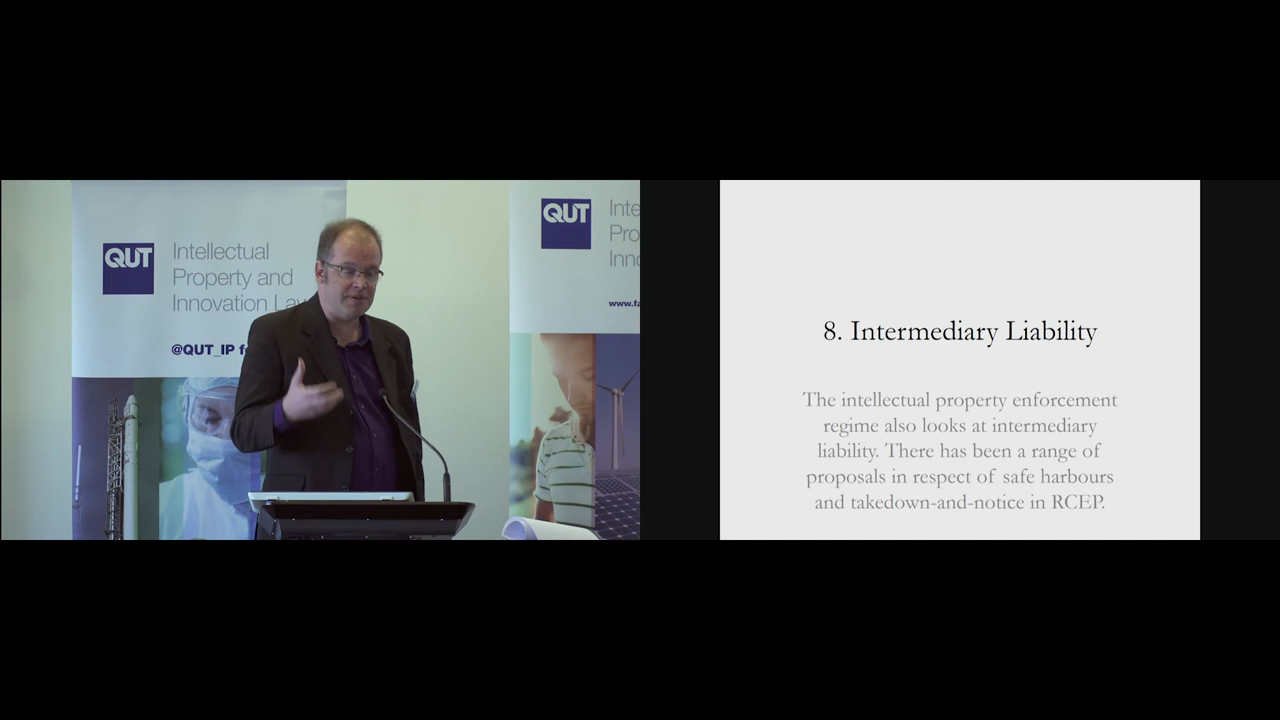 QUT
Intellectual
Property and
Innovation Law
@QUT_IP
QUT
8. Intermediary Liability
The intellectual property enforcement
regime also looks at intermediary
liability. There has been a range of
proposals in respect of safe harbours
and takedown-and-notice in RCEP.